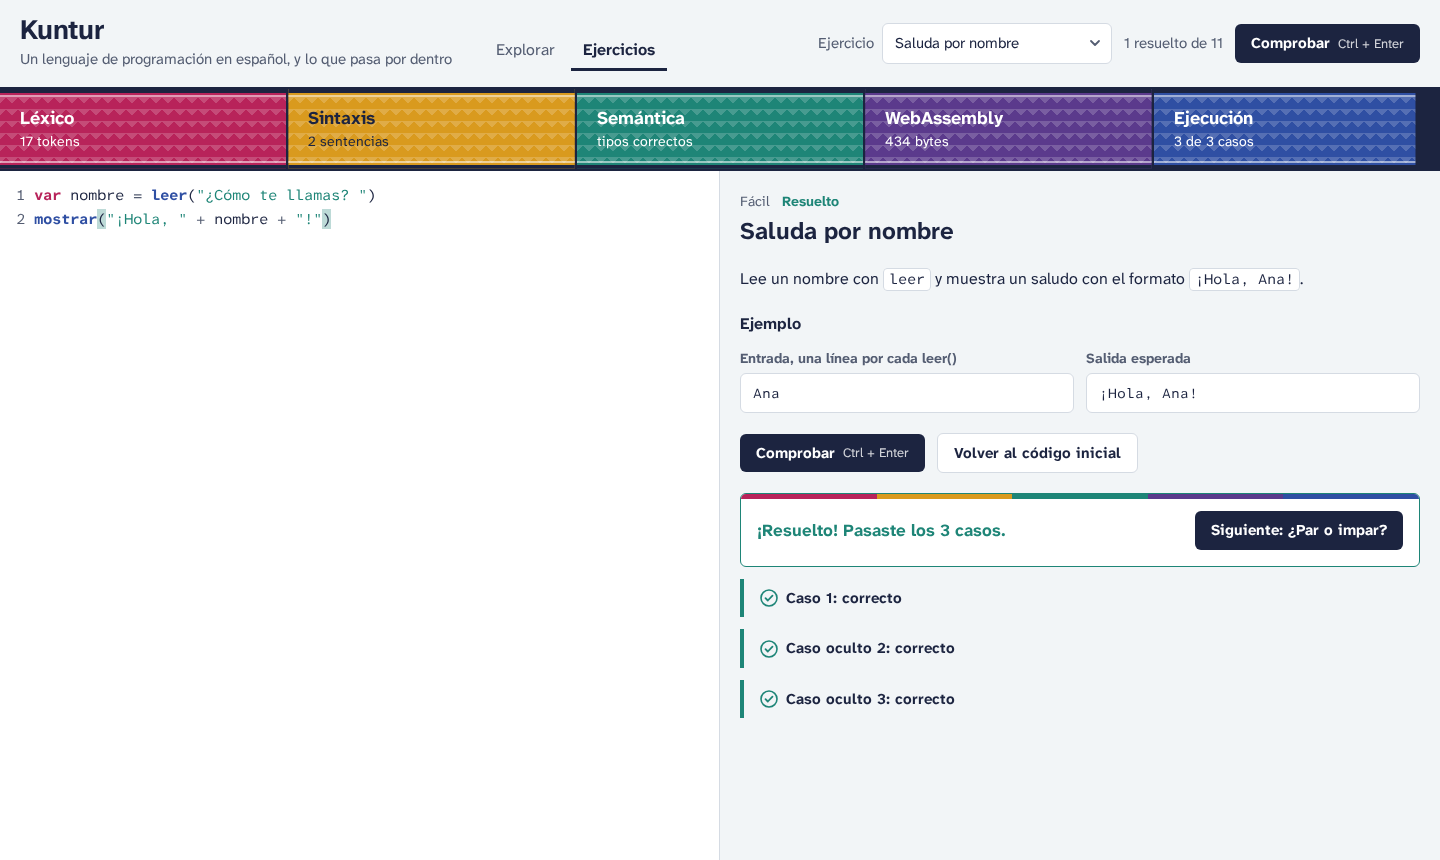 Kuntur
Un lenguaje de programación en español, y lo que pasa por dentro
Explorar
Ejercicios
Ejercicio
Saluda por nombre
1 resuelto de 11
Comprobar Ctrl + Enter
Léxico
17 tokens
Sintaxis
2 sentencias
Semántica
tipos correctos
WebAssembly
434 bytes
Ejecución
3 de 3 casos
1 var nombre = leer("¿Cómo te llamas? ")
2 mostrar("¡Hola, " + nombre + "!")
Fácil Resuelto
Saluda por nombre
Lee un nombre con leer y muestra un saludo con el formato ¡Hola, Ana!.
Ejemplo
Entrada, una línea por cada leer()
Salida esperada
Ana
¡Hola, Ana!
Comprobar Ctrl + Enter
Volver al código inicial
¡Resuelto! Pasaste los 3 casos.
Siguiente: ¿Par o impar?
Caso 1: correcto
Caso oculto 2: correcto
Caso oculto 3: correcto